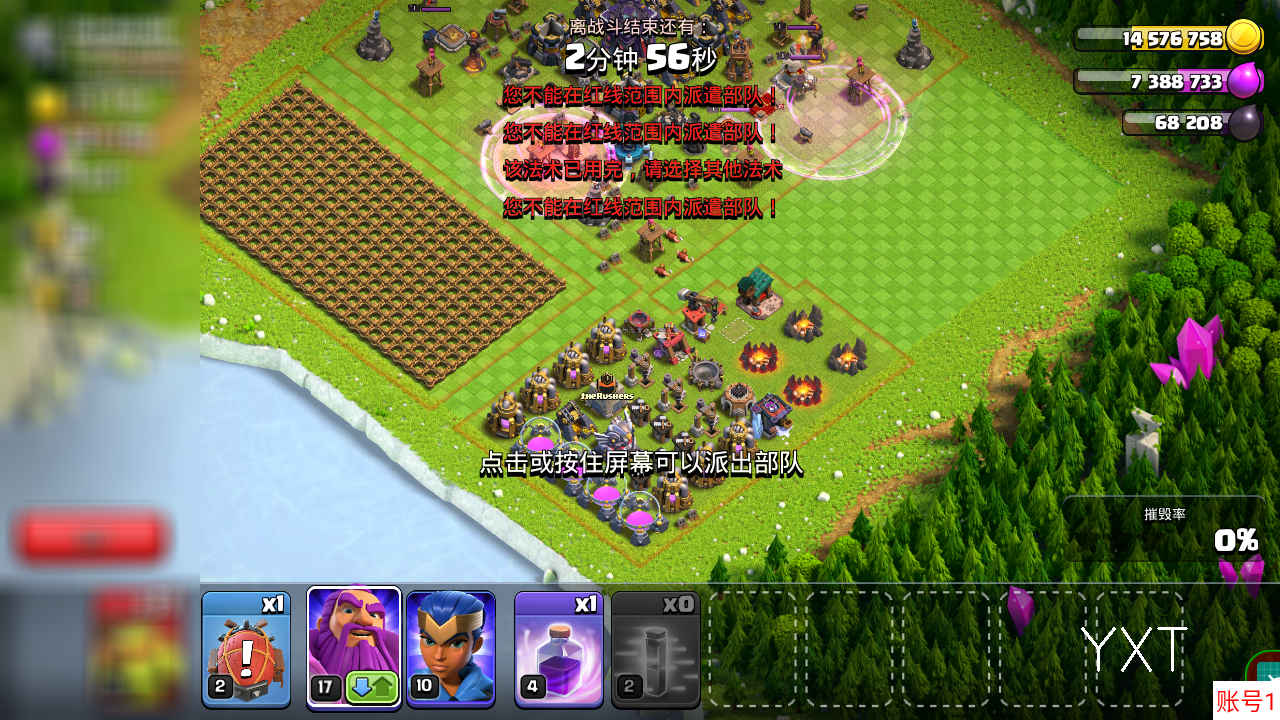 离战斗结束还有：
14 576 758
2分钟 56秒
7 388 733
您不能在红线范围内派遣部队！
68 208
您不能在红线范围内派遣部队！
该法术已用完，请选择其他法术
您不能在红线范围内派遣部队！
theRushers
点击或按住屏幕可以派出部队
摧毁率
0%
x1
x1
x0
2
17
10
4
2
YXT
账号1